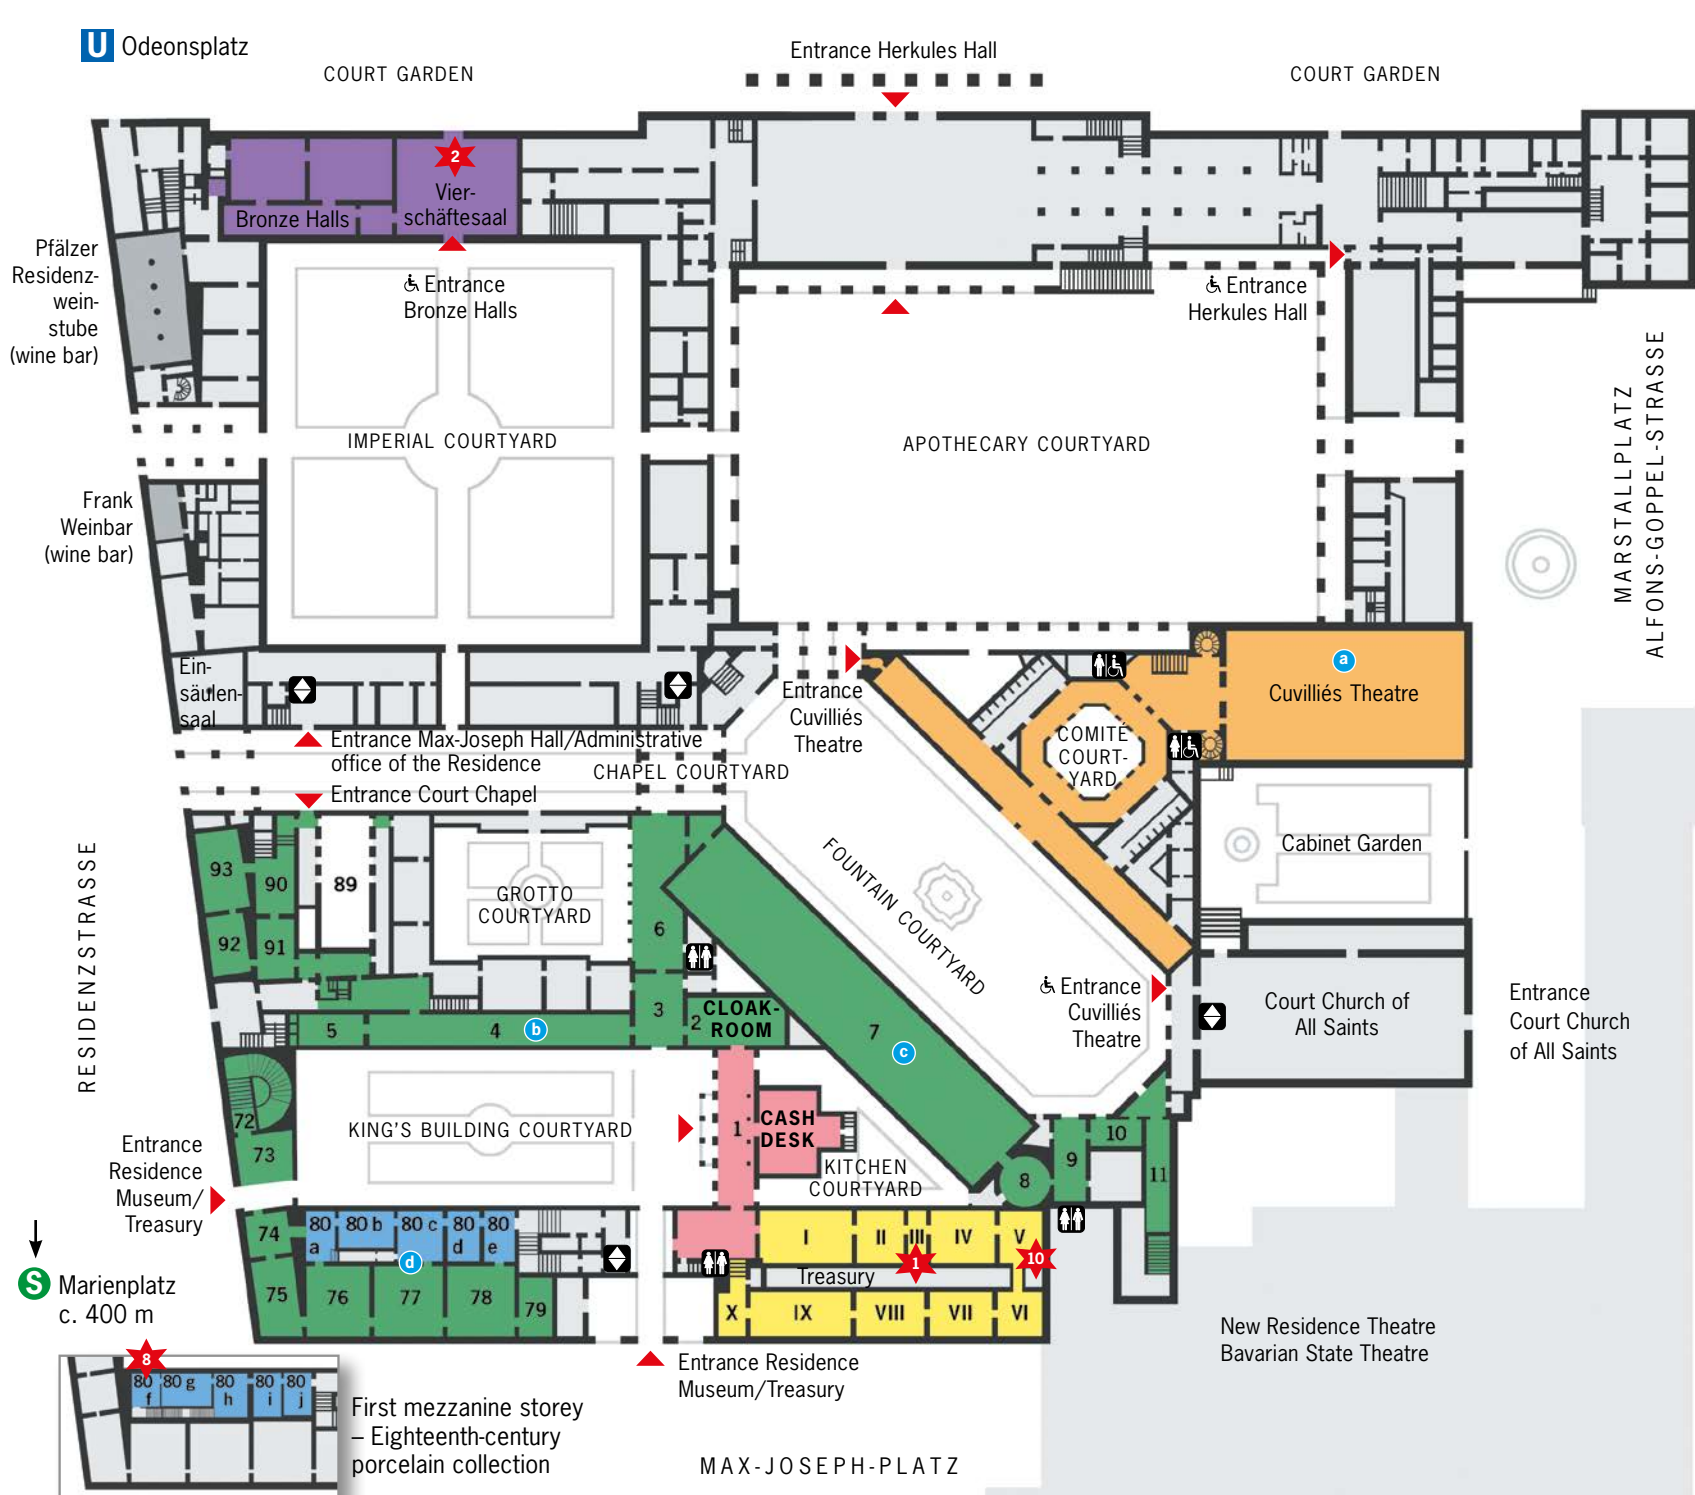 U Odeonsplatz
COURT GARDEN
Entrance Herkules Hall
COURT GARDEN
2
Vier-
schäftesaal
Bronze Halls
Pfälzer
Residenz-
wein-
stube
(wine bar)
Entrance
Bronze Halls
Entrance
Herkules Hall
IMPERIAL COURTYARD
APOTHECARY COURTYARD
MARSTALLPLATZ
ALFONS-GOPPEL-STRASSE
Frank
Weinbar
(wine bar)
Ein-
säulen-
saal
Entrance
Cuvilliés
Theatre
a
Cuvilliés Theatre
COMITÉ
COURT-
YARD
Entrance Max-Joseph Hall/Administrative
office of the Residence
CHAPEL COURTYARD
Entrance Court Chapel
RESIDENZSTRASSE
93
90
89
92
91
GROTTO
COURTYARD
6
FOUNTAIN COURTYARD
Cabinet Garden
Entrance
Cuvilliés
Theatre
Court Church of
All Saints
Entrance
Court Church
of All Saints
5
4
b
3
2
CLOAK-
ROOM
7
c
72
73
KING'S BUILDING COURTYARD
1
CASH
DESK
KITCHEN
COURTYARD
8
9
10
11
Entrance
Residence
Museum/
Treasury
74
80
a
80 b
80 c
80
d
80
e
d
75
76
77
78
79
I
II
III
IV
V
1
10
Treasury
X
IX
VIII
VII
VI
S Marienplatz
c. 400 m
New Residence Theatre
Bavarian State Theatre
Entrance Residence
Museum/Treasury
8
80
f
80 g
80
h
80
i
80
j
First mezzanine storey
– Eighteenth-century
porcelain collection
MAX-JOSEPH-PLATZ